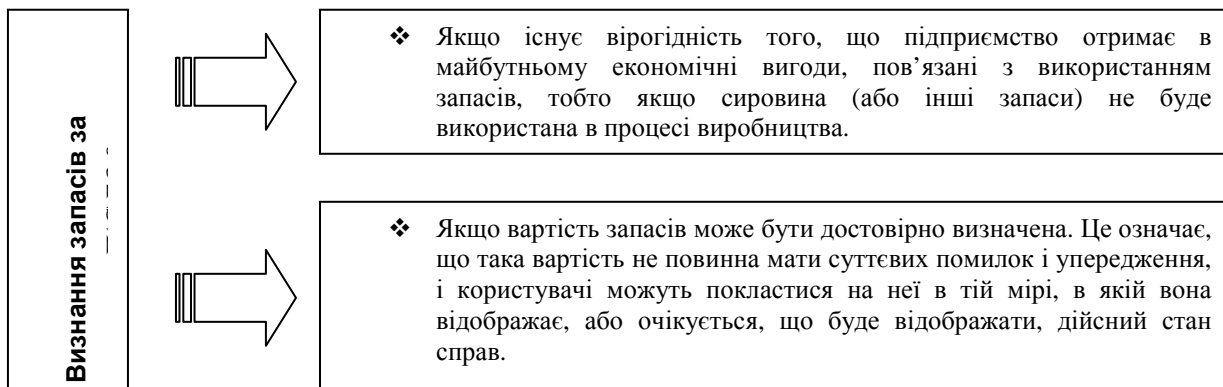 Визнання запасів за
❖ Якщо існує вірогідність того, що підприємство отримає в
майбутньому економічні вигоди, пов’язані з використанням
запасів, тобто якщо сировина (або інші запаси) не буде
використана в процесі виробництва.
❖ Якщо вартість запасів може бути достовірно визначена. Це означає,
що така вартість не повинна мати суттєвих помилок і упередження,
і користувачі можуть покластися на неї в тій мірі, в якій вона
відображає, або очікується, що буде відображати, дійсний стан
справ.